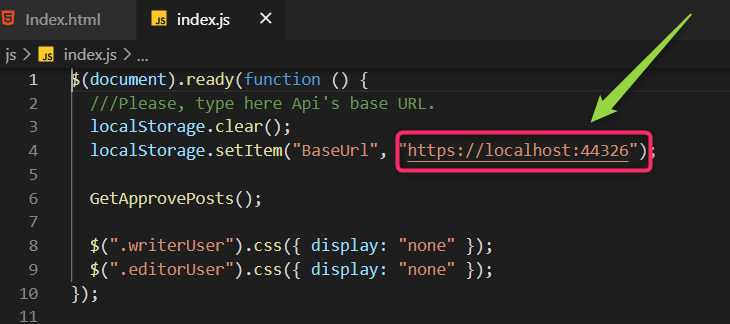 Index.html
JS index.js ×
js > JS index.js > ...
1 $(document).ready(function () {
2 ///Please, type here Api's base URL.
3 localStorage.clear();
4 localStorage.setItem("BaseUrl", "https://localhost:44326");
5
6 GetApprovePosts();
7
8 $(".writerUser").css({ display: "none" });
9 $(".editorUser").css({ display: "none" });
10 });
11